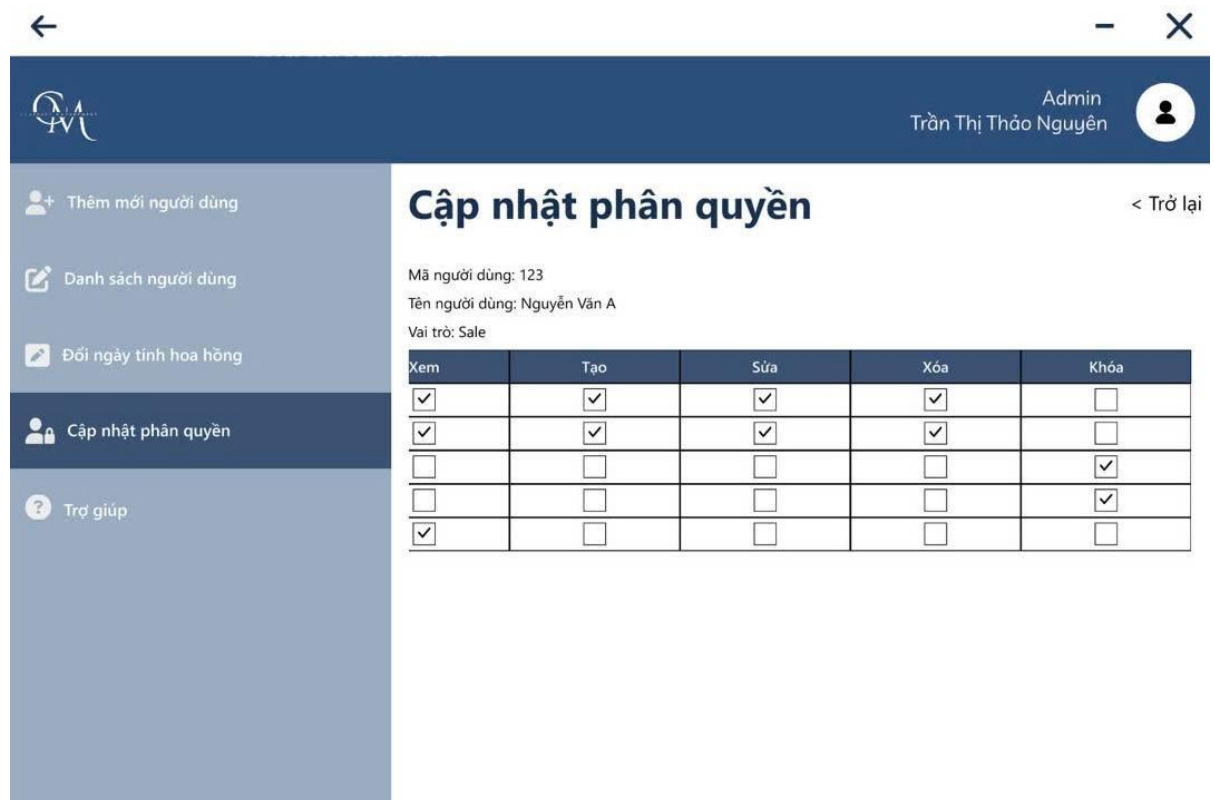 Admin
Trần Thị Thảo Nguyên
Thêm mới người dùng
Danh sách người dùng
Đổi ngày tính hoa hồng
Cập nhật phân quyền
Trợ giúp
Cập nhật phân quyền
< Trở lại
Mã người dùng: 123
Tên người dùng: Nguyễn Văn A
Vai trò: Sale
Xem Tạo Sửa Xóa Khóa